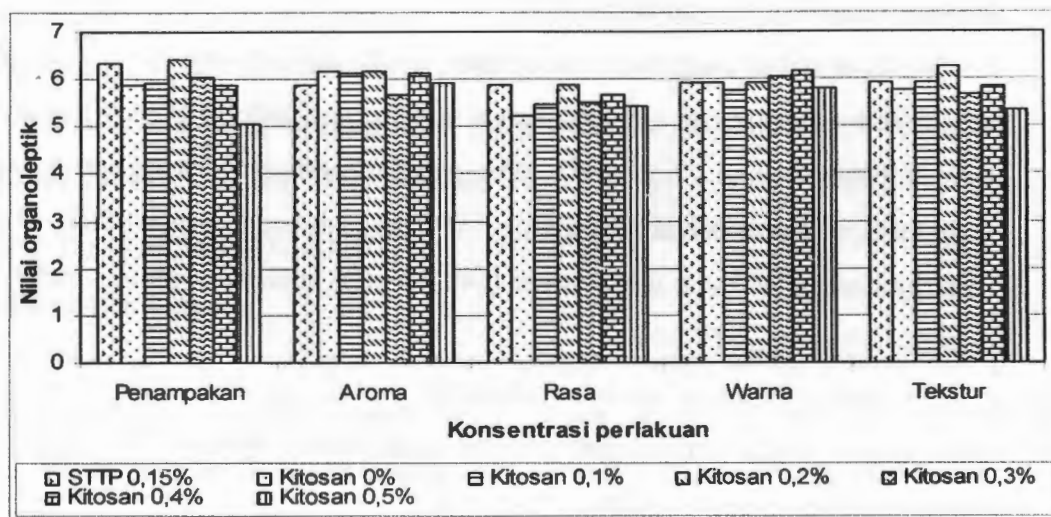 7
6
5
4
3
2
1
0
Nilai organoleptik
Penampakan Aroma Rasa Warna Tekstur
Konsentrasi perlakuan
STTP 0,15% Kitosan 0% Kitosan 0,1% Kitosan 0,2% Kitosan 0,3%
Kitosan 0,4% Kitosan 0,5%